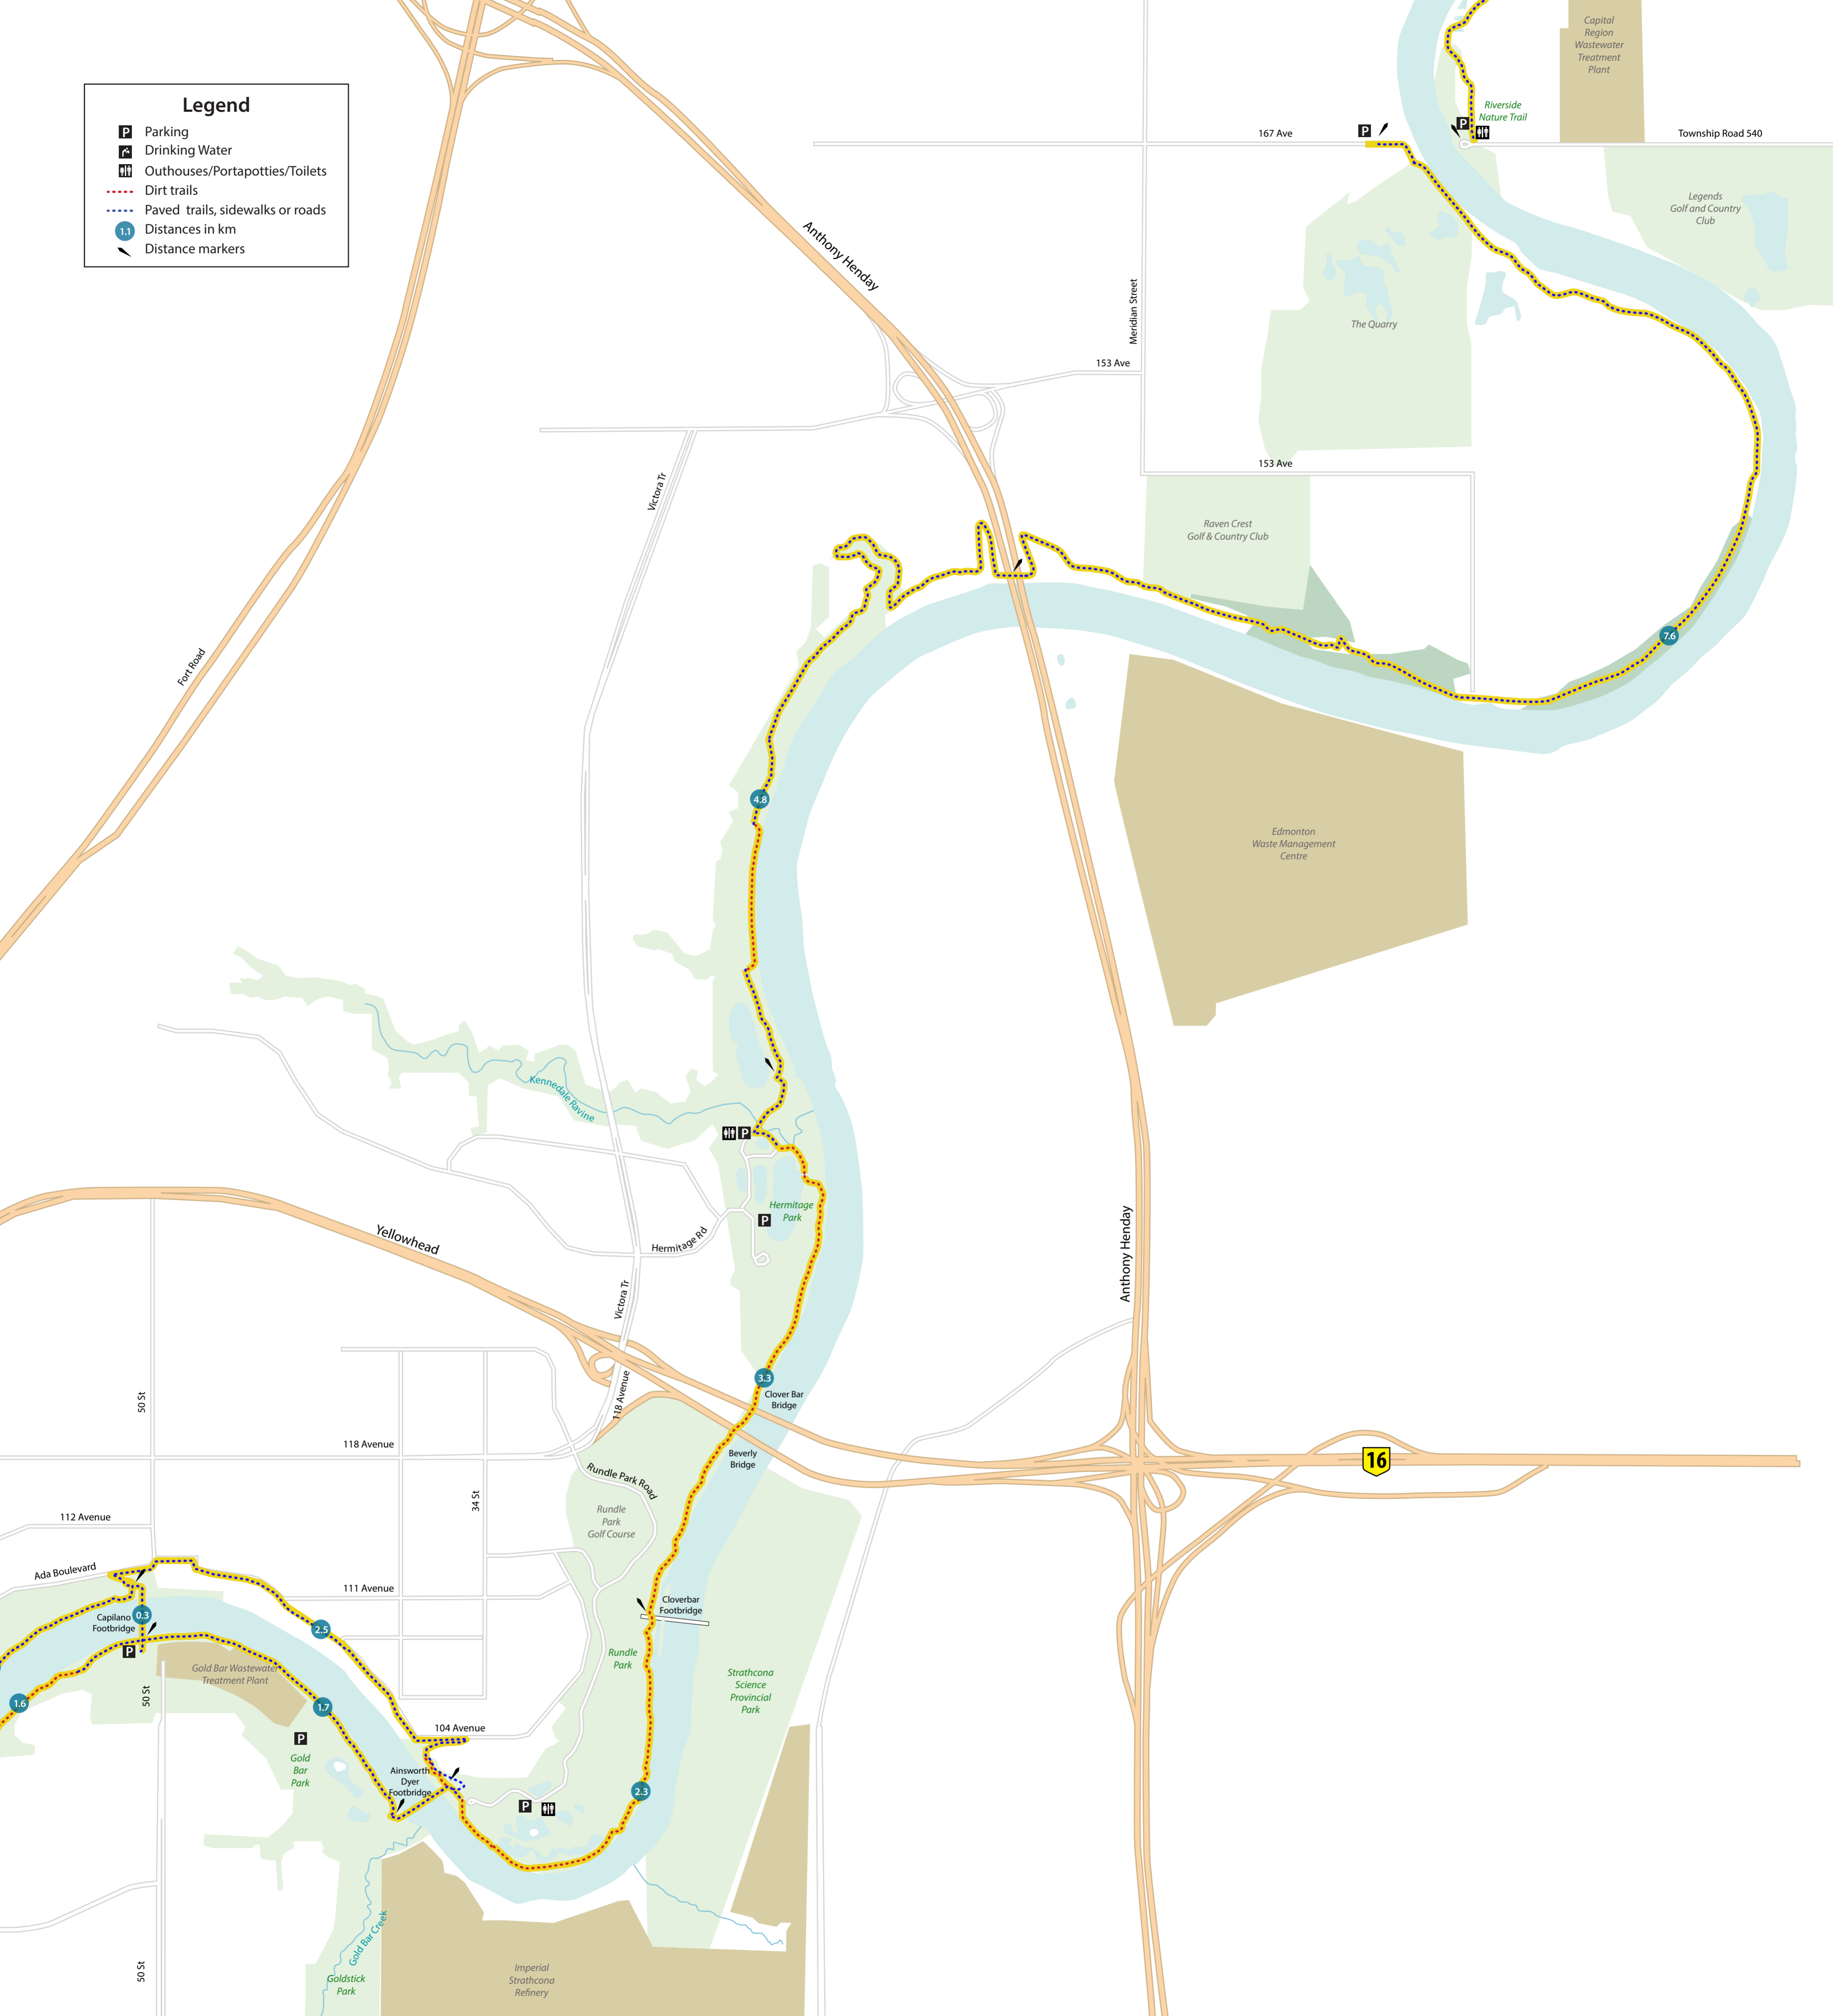 Legend
P Parking
Drinking Water
Outhouses/Portapotties/Toilets
Dirt trails
Paved trails, sidewalks or roads
1.1 Distances in km
Distance markers
Capital
Region
Wastewater
Treatment
Plant
Riverside
Nature Trail
P
P
167 Ave
Township Road 540
Legends
Golf and Country
Club
Anthony Henday
Meridian Street
The Quarry
153 Ave
153 Ave
Victora Tr
Raven Crest
Golf & Country Club
Fort Road
7.6
4.8
Edmonton
Waste Management
Centre
Kennedale Ravine
P
Hermitage
Park
P
Hermitage Rd
Yellowhead
Anthony Henday
Victora Tr
3.3
Clover Bar
Bridge
118 Avenue
50 St
118 Avenue
Beverly
Bridge
16
Rundle Park Road
34 St
Rundle
Park
Golf Course
112 Avenue
Ada Boulevard
111 Avenue
Cloverbar
Footbridge
0.3
Capilano
Footbridge
2.5
P
Gold Bar Wastewater
Treatment Plant
Rundle
Park
Strathcona
Science
Provincial
Park
50 St
1.6
1.7
104 Avenue
P
Gold
Bar
Park
Ainsworth
Dyer
Footbridge
2.3
P
Gold Bar Creek
50 St
Goldstick
Park
Imperial
Strathcona
Refinery